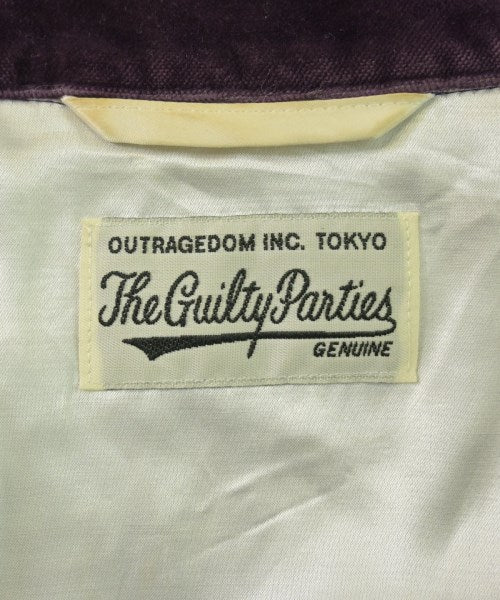 OUTRAGEDOM INC. TOKYO
The Guilty Parties
GENUINE